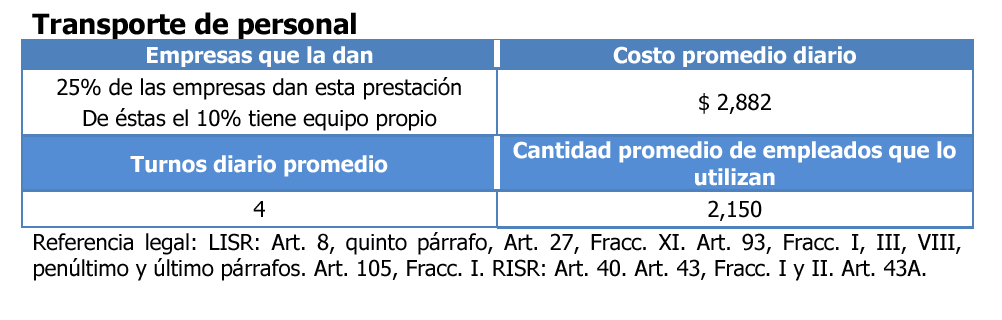 Transporte de personal
Empresas que la dan
Costo promedio diario
25% de las empresas dan esta prestación
De éstas el 10% tiene equipo propio
$ 2,882
Turnos diario promedio
Cantidad promedio de empleados que lo
utilizan
4
2,150
Referencia legal: LISR: Art. 8, quinto párrafo, Art. 27, Fracc. XI. Art. 93, Fracc. I, III, VIII,
penúltimo y último párrafos. Art. 105, Fracc. I. RISR: Art. 40. Art. 43, Fracc. I y II. Art. 43A.